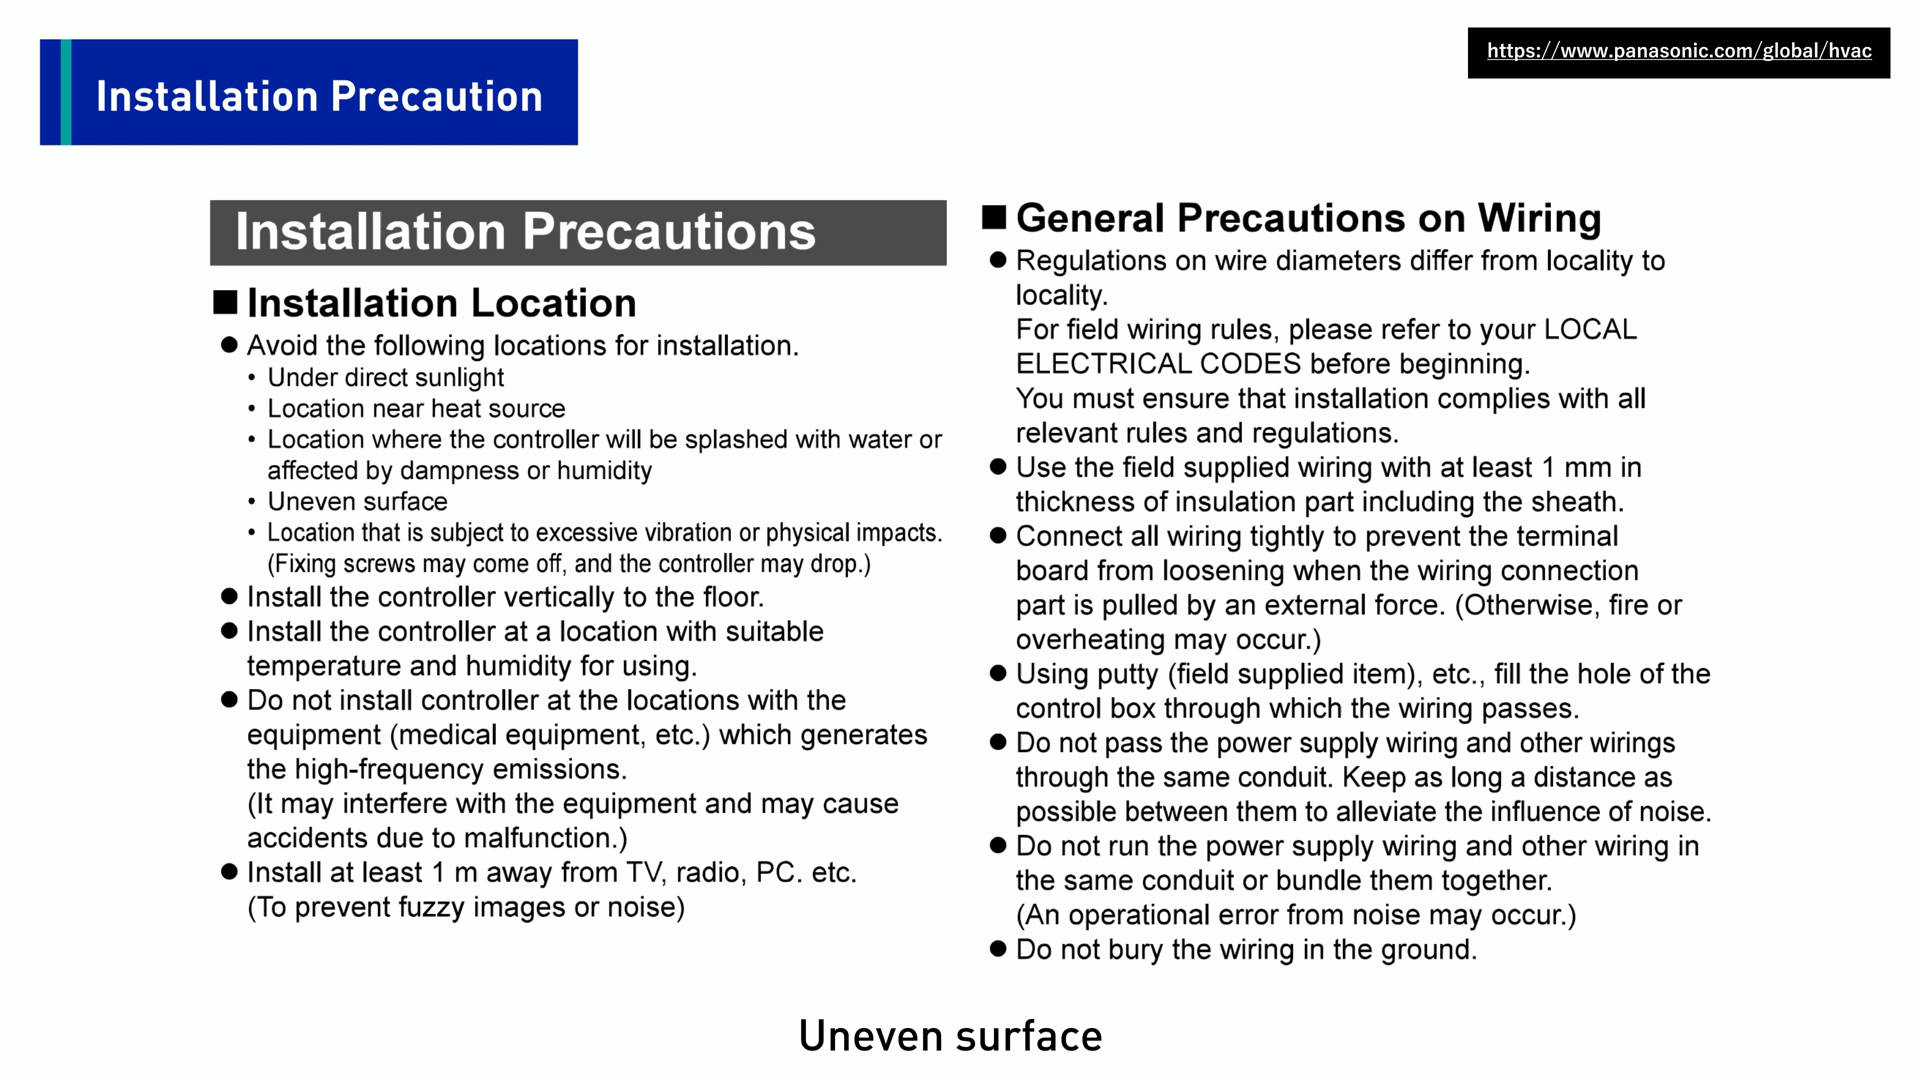 Installation Precaution
https://www.panasonic.com/global/hvac
Installation Precautions
■ Installation Location
● Avoid the following locations for installation.
• Under direct sunlight
• Location near heat source
• Location where the controller will be splashed with water or
affected by dampness or humidity
• Uneven surface
• Location that is subject to excessive vibration or physical impacts.
(Fixing screws may come off, and the controller may drop.)
● Install the controller vertically to the floor.
● Install the controller at a location with suitable
temperature and humidity for using.
● Do not install controller at the locations with the
equipment (medical equipment, etc.) which generates
the high-frequency emissions.
(It may interfere with the equipment and may cause
accidents due to malfunction.)
● Install at least 1 m away from TV, radio, PC. etc.
(To prevent fuzzy images or noise)
■ General Precautions on Wiring
● Regulations on wire diameters differ from locality to
locality.
For field wiring rules, please refer to your LOCAL
ELECTRICAL CODES before beginning.
You must ensure that installation complies with all
relevant rules and regulations.
● Use the field supplied wiring with at least 1 mm in
thickness of insulation part including the sheath.
● Connect all wiring tightly to prevent the terminal
board from loosening when the wiring connection
part is pulled by an external force. (Otherwise, fire or
overheating may occur.)
● Using putty (field supplied item), etc., fill the hole of the
control box through which the wiring passes.
● Do not pass the power supply wiring and other wirings
through the same conduit. Keep as long a distance as
possible between them to alleviate the influence of noise.
● Do not run the power supply wiring and other wiring in
the same conduit or bundle them together.
(An operational error from noise may occur.)
● Do not bury the wiring in the ground.
Uneven surface